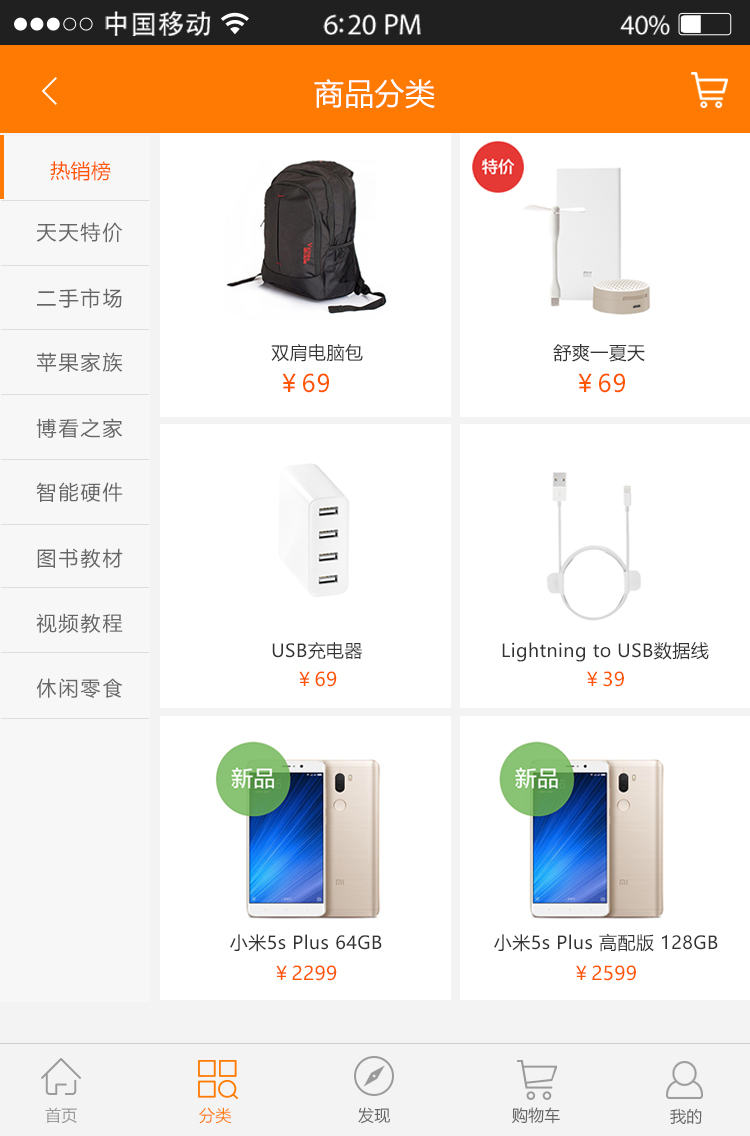 中国移动 6:20 PM 40%
商品分类
热销榜
天天特价
二手市场
苹果家族
博看之家
智能硬件
图书教材
视频教程
休闲零食
双肩电脑包
￥69
特价
舒爽一夏天
￥69
USB充电器
￥69
Lightning to USB数据线
￥39
新品
小米5s Plus 64GB
￥2299
新品
小米5s Plus 高配版 128GB
￥2599
首页 分类 发现 购物车 我的